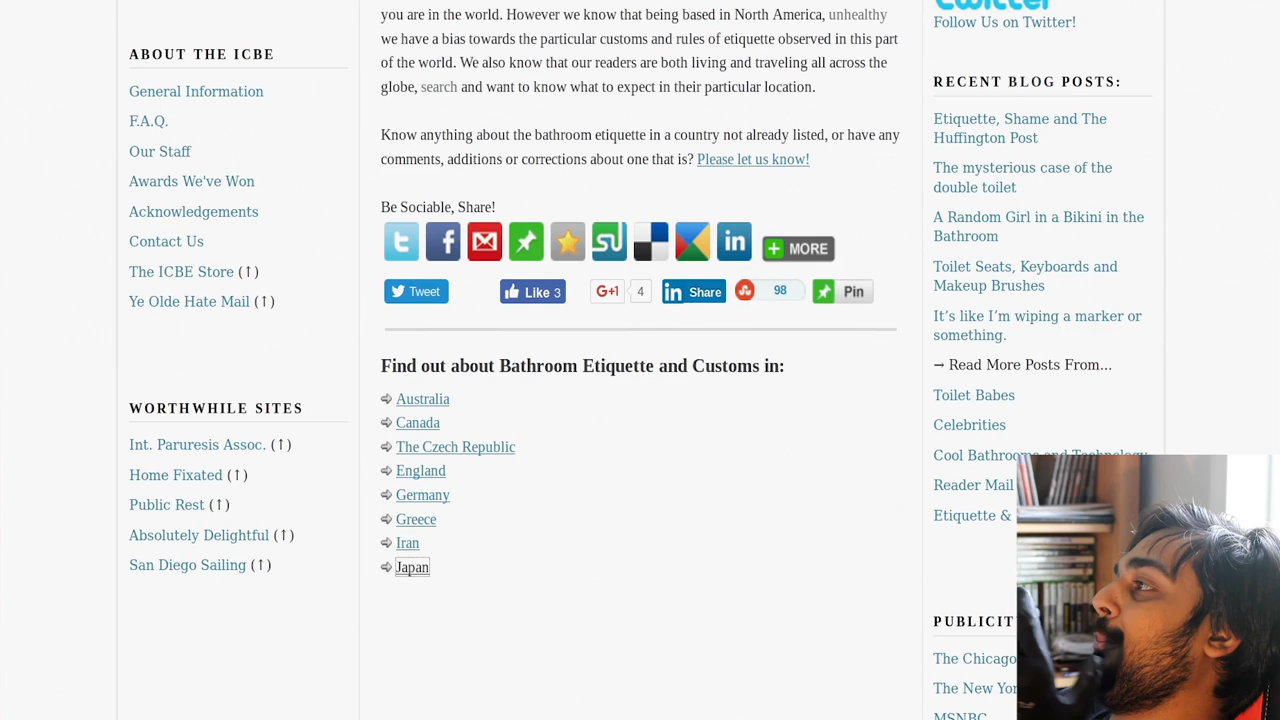 you are in the world. However we know that being based in North America, unhealthy
we have a bias towards the particular customs and rules of etiquette observed in this part
of the world. We also know that our readers are both living and traveling all across the
globe, search and want to know what to expect in their particular location.
Know anything about the bathroom etiquette in a country not already listed, or have any
comments, additions or corrections about one that is? Please let us know!
Be Sociable, Share!
MORE
Tweet
Like 3
G+1 4
in Share
98
Pin
Find out about Bathroom Etiquette and Customs in:
Australia
Canada
The Czech Republic
England
Germany
Greece
Iran
Japan
ABOUT THE ICBE
General Information
F.A.Q.
Our Staff
Awards We've Won
Acknowledgements
Contact Us
The ICBE Store (↑)
Ye Olde Hate Mail (↑)
WORTHWHILE SITES
Int. Paruresis Assoc. (↑)
Home Fixated (↑)
Public Rest (↑)
Absolutely Delightful (↑)
San Diego Sailing (↑)
Follow Us on Twitter!
RECENT BLOG POSTS:
Etiquette, Shame and The
Huffington Post
The mysterious case of the
double toilet
A Random Girl in a Bikini in the
Bathroom
Toilet Seats, Keyboards and
Makeup Brushes
It’s like I’m wiping a marker or
something.
→ Read More Posts From...
Toilet Babes
Celebrities
Cool Bathrooms and Technology
Reader Mail
Etiquette &
PUBLICIT
The Chicago
The New Yor
MSNBC